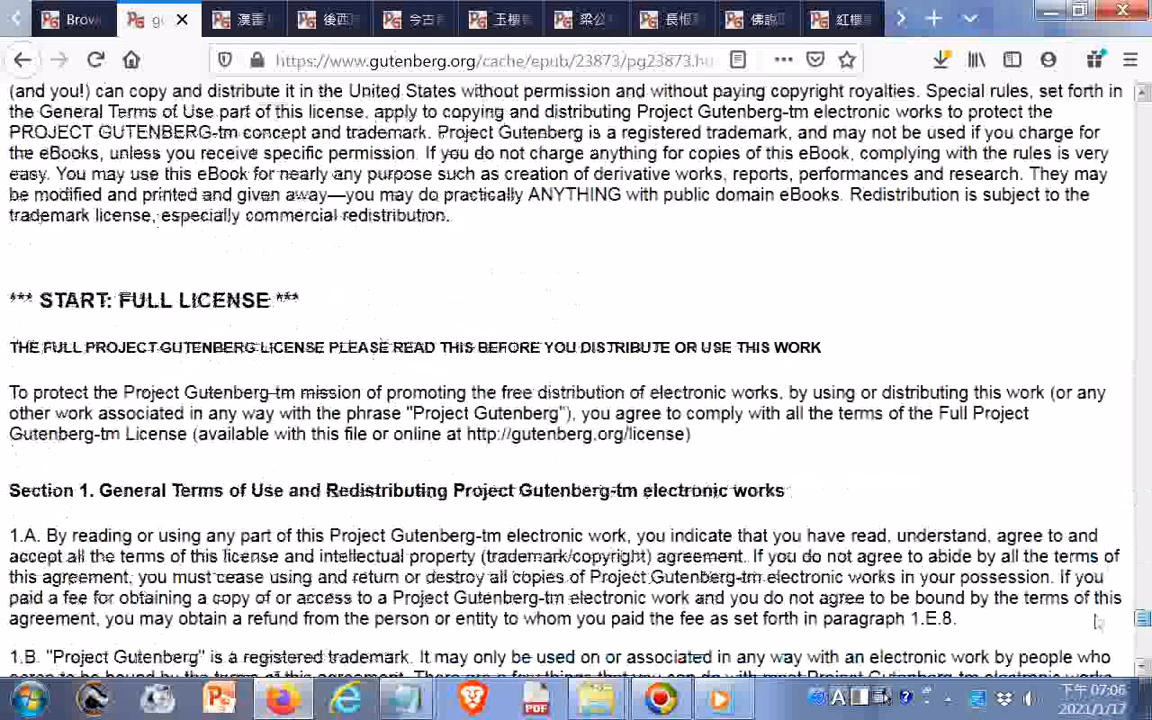 Brow
漢書
後西
今古
玉樓
梁公
長恨
佛說
紅樓
https://www.gutenberg.org/cache/epub/23873/pg23873.h
(and you!) can copy and distribute it in the United States without permission and without paying copyright royalties. Special rules, set forth in
the General Terms of Use part of this license, apply to copying and distributing Project Gutenberg-tm electronic works to protect the
PROJECT GUTENBERG-tm concept and trademark. Project Gutenberg is a registered trademark, and may not be used if you charge for
the eBooks, unless you receive specific permission. If you do not charge anything for copies of this eBook, complying with the rules is very
easy. You may use this eBook for nearly any purpose such as creation of derivative works, reports, performances and research. They may
be modified and printed and given away—you may do practically ANYTHING with public domain eBooks. Redistribution is subject to the
trademark license, especially commercial redistribution.
*** START: FULL LICENSE ***
THE FULL PROJECT GUTENBERG LICENSE PLEASE READ THIS BEFORE YOU DISTRIBUTE OR USE THIS WORK
To protect the Project Gutenberg-tm mission of promoting the free distribution of electronic works, by using or distributing this work (or any
other work associated in any way with the phrase "Project Gutenberg"), you agree to comply with all the terms of the Full Project
Gutenberg-tm License (available with this file or online at http://gutenberg.org/license)
Section 1. General Terms of Use and Redistributing Project Gutenberg-tm electronic works
1.A. By reading or using any part of this Project Gutenberg-tm electronic work, you indicate that you have read, understand, agree to and
accept all the terms of this license and intellectual property (trademark/copyright) agreement. If you do not agree to abide by all the terms of
this agreement, you must cease using and return or destroy all copies of Project Gutenberg-tm electronic works in your possession. If you
paid a fee for obtaining a copy of or access to a Project Gutenberg-tm electronic work and you do not agree to be bound by the terms of this
agreement, you may obtain a refund from the person or entity to whom you paid the fee as set forth in paragraph 1.E.8.
1.B. "Project Gutenberg" is a registered trademark. It may only be used on or associated in any way with an electronic work by people who
下午 07:06
2021/1/17